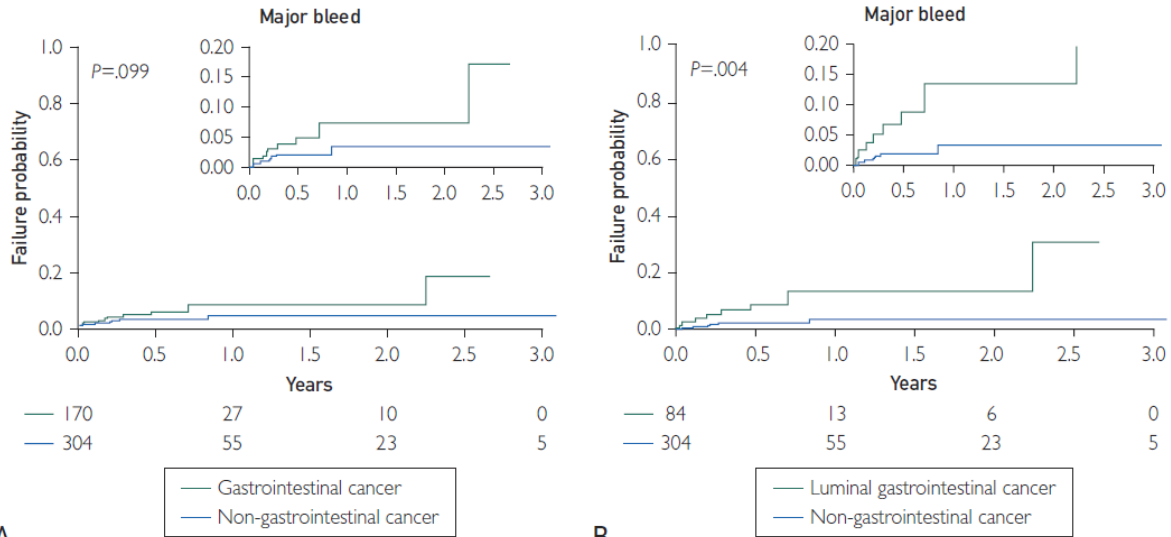 Major bleed
1.0
0.8
0.6
0.4
0.2
0.0
Failure probability
P=.099
0.20
0.15
0.10
0.05
0.00
0.0 0.5 1.0 1.5 2.0 2.5 3.0
0.0 0.5 1.0 1.5 2.0 2.5 3.0
Years
170 27 10 0
304 55 23 5
Gastrointestinal cancer
Non-gastrointestinal cancer
A
Major bleed
1.0
0.8
0.6
0.4
0.2
0.0
Failure probability
P=.004
0.20
0.15
0.10
0.05
0.00
0.0 0.5 1.0 1.5 2.0 2.5 3.0
0.0 0.5 1.0 1.5 2.0 2.5 3.0
Years
84 13 6 0
304 55 23 5
Luminal gastrointestinal cancer
Non-gastrointestinal cancer
B